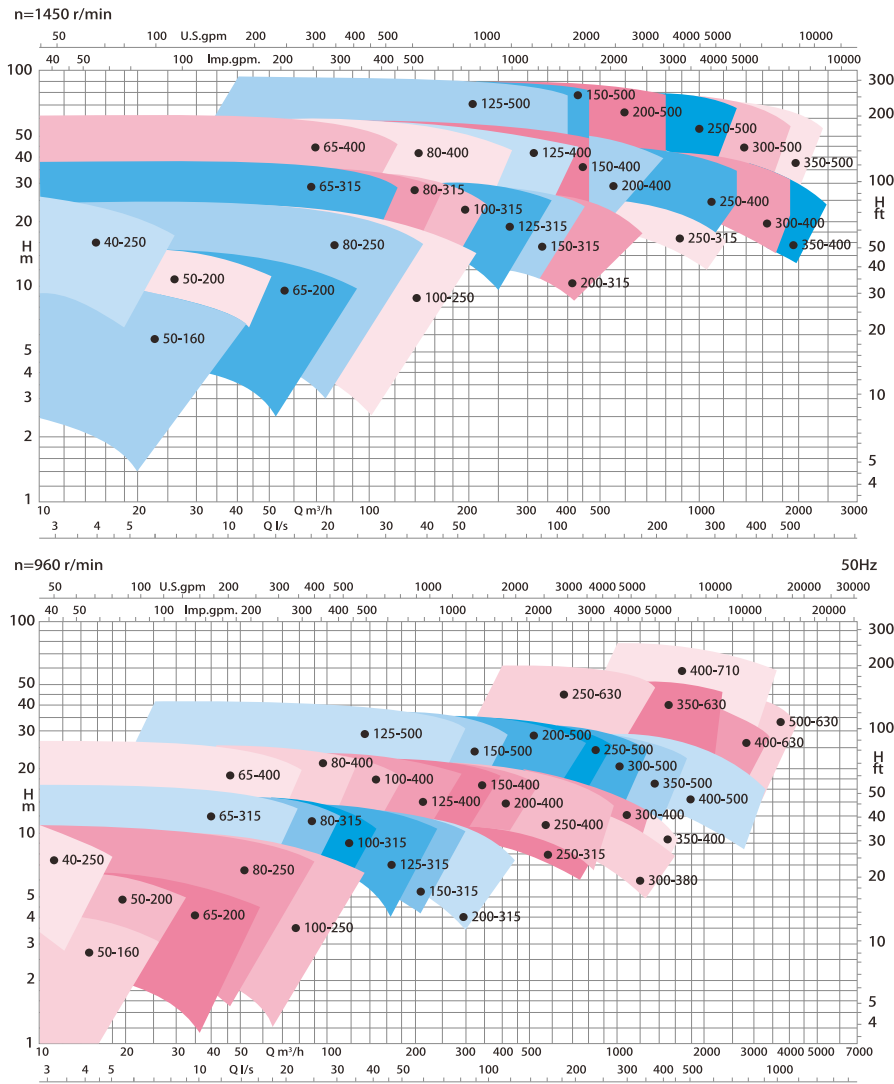 n=1450 r/min
50 100 U.S.gpm 200 300 400 500 1000 2000 3000 4000 5000 10000
40 50 100 Imp.gpm. 200 300 400 500 1000 2000 3000 4000 5000 10000
100 300
125-500 150-500 200
200-500
250-500
50 65-400 80-400 125-400 300-500
40 150-400 350-500
30 65-315 80-315 200-400 100
250-400 H
20 100-315 300-400 ft
H 40-250 80-250 125-315 250-315 350-400 50
m 150-315
50-200 40
10 65-200 100-250 200-315 30
50-160 20
5
4 10
3
2
5
4
1
10 20 30 40 50 Q m³/h 100 200 300 400 500 1000 2000 3000
3 4 5 10 Q l/s 20 30 40 50 100 200 300 400 500
n=960 r/min 50Hz
50 100 U.S.gpm 200 300 400 500 1000 2000 3000 4000 5000 10000 20000 30000
40 50 100 Imp.gpm. 200 300 400 500 1000 2000 3000 4000 5000 10000 20000
100 300
400-710 200
50 250-630
40 350-630 500-630 100
30 125-500 200-500 400-630
150-500 250-500 H
20 65-400 80-400 300-500 ft
H 100-400 150-400 350-500 50
m 65-315 80-315 125-400 200-400 400-500 40
10 100-315 250-400 300-400 30
40-250 80-250 125-315 250-315 350-400 20
5 50-200 150-315 300-380
4 65-200 100-250 200-315
3 50-160 10
2
5
4
1
10 20 30 40 50 Q m³/h 100 200 300 400 500 1000 2000 3000 4000 5000 7000
3 4 5 10 Q l/s 20 30 40 50 100 200 300 400 500 1000